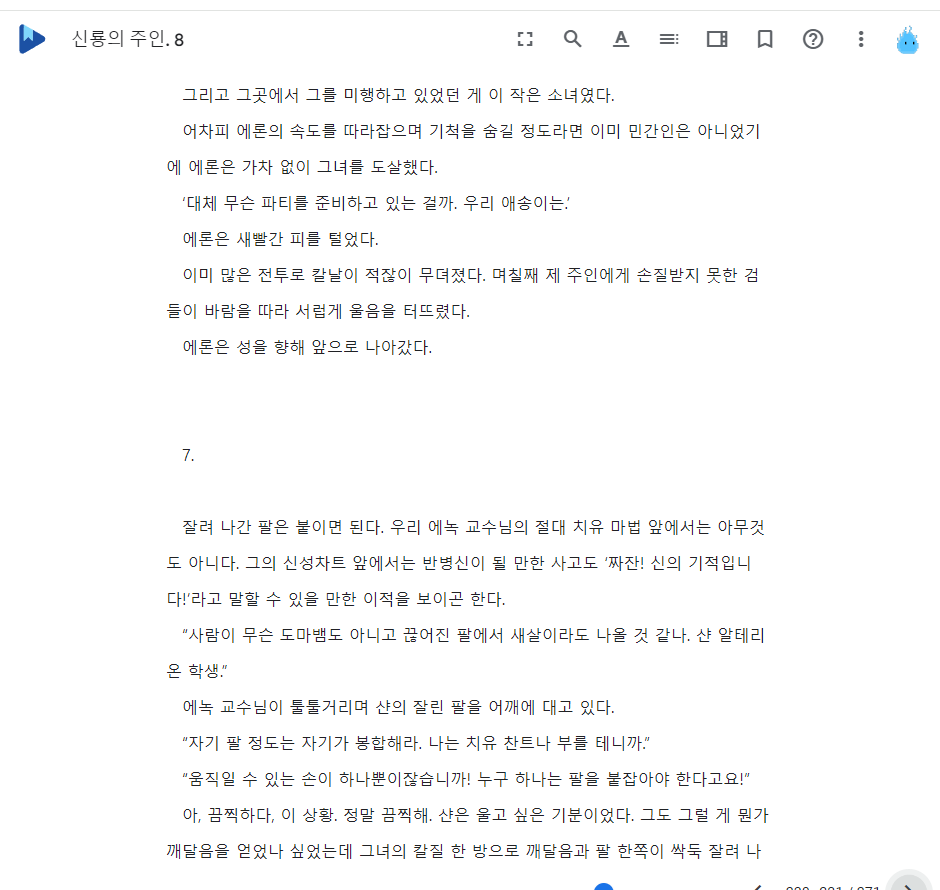 신룡의 주인. 8
그리고 그곳에서 그를 미행하고 있었던 게 이 작은 소녀였다.
어차피 에론의 속도를 따라잡으며 기척을 숨길 정도라면 이미 민간인은 아니었기
에 에론은 가차 없이 그녀를 도살했다.
‘대체 무슨 파티를 준비하고 있는 걸까. 우리 애송이는.’
에론은 새빨간 피를 털었다.
이미 많은 전투로 칼날이 적잖이 무뎌졌다. 며칠째 제 주인에게 손질받지 못한 검
들이 바람을 따라 서럽게 울음을 터뜨렸다.
에론은 성을 향해 앞으로 나아갔다.
7.
잘려 나간 팔은 붙이면 된다. 우리 에녹 교수님의 절대 치유 마법 앞에서는 아무것
도 아니다. 그의 신성차트 앞에서는 반병신이 될 만한 사고도 ‘짜잔! 신의 기적입니
다!’라고 말할 수 있을 만한 이적을 보이곤 한다.
“사람이 무슨 도마뱀도 아니고 끊어진 팔에서 새살이라도 나올 것 같나. 샨 알테리
온 학생.”
에녹 교수님이 툴툴거리며 샨의 잘린 팔을 어깨에 대고 있다.
“자기 팔 정도는 자기가 봉합해라. 나는 치유 찬트나 부를 테니까.”
“움직일 수 있는 손이 하나뿐이잖습니까! 누구 하나는 팔을 붙잡아야 한다고요!”
아, 끔찍하다, 이 상황. 정말 끔찍해. 샨은 울고 싶은 기분이었다. 그도 그럴 게 뭔가
깨달음을 얻었나 싶었는데 그녀의 칼질 한 방으로 깨달음과 팔 한쪽이 싹둑 잘려 나